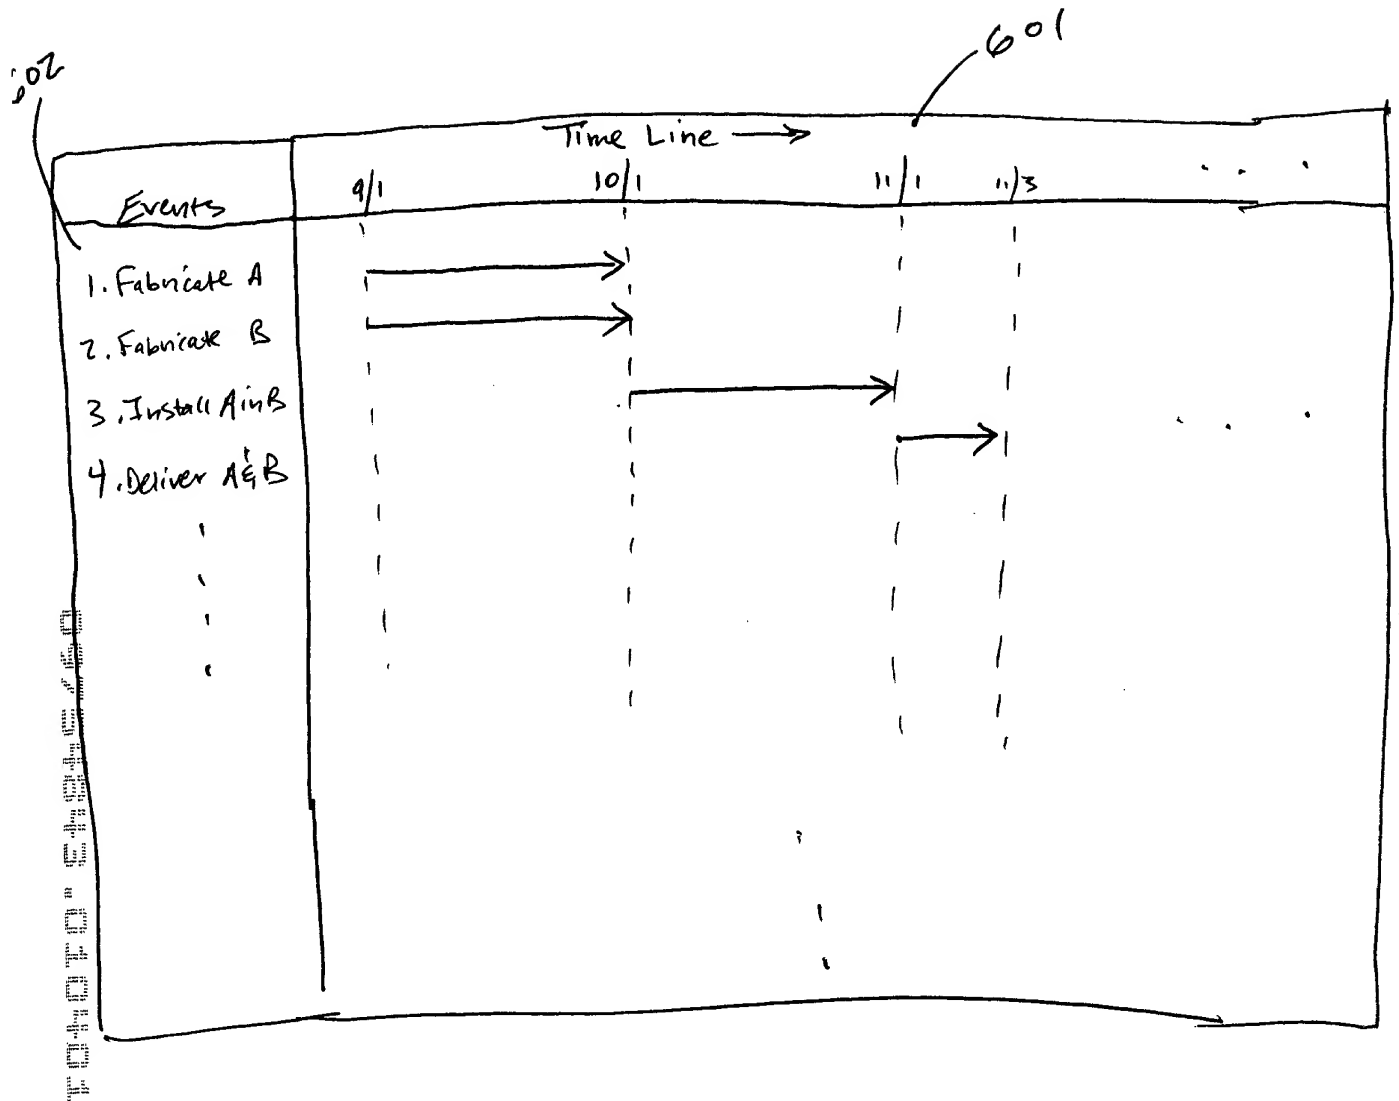 601
Time Line →
Events
9/1 10/1 11/1 11/3
1. Fabricate A
2. Fabricate B
3. Install A in B
4. Deliver A & B